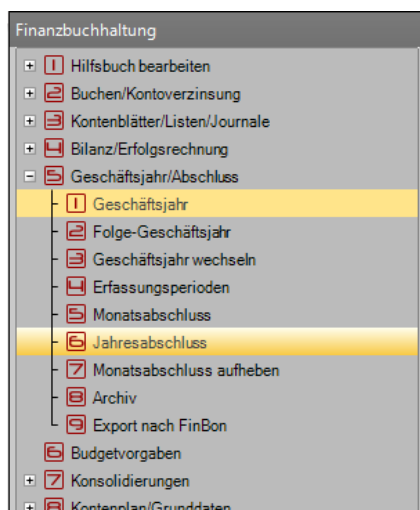 Finanzbuchhaltung
1 Hilfsbuch bearbeiten
2 Buchen/Kontoverzinsung
3 Kontenblätter/Listen/Journale
4 Bilanz/Erfolgsrechnung
5 Geschäftsjahr/Abschluss
1 Geschäftsjahr
2 Folge-Geschäftsjahr
3 Geschäftsjahr wechseln
4 Erfassungsperioden
5 Monatsabschluss
6 Jahresabschluss
7 Monatsabschluss aufheben
8 Archiv
9 Export nach FinBon
6 Budgetvorgaben
7 Konsolidierungen
8 Kontenplan/Grunddaten